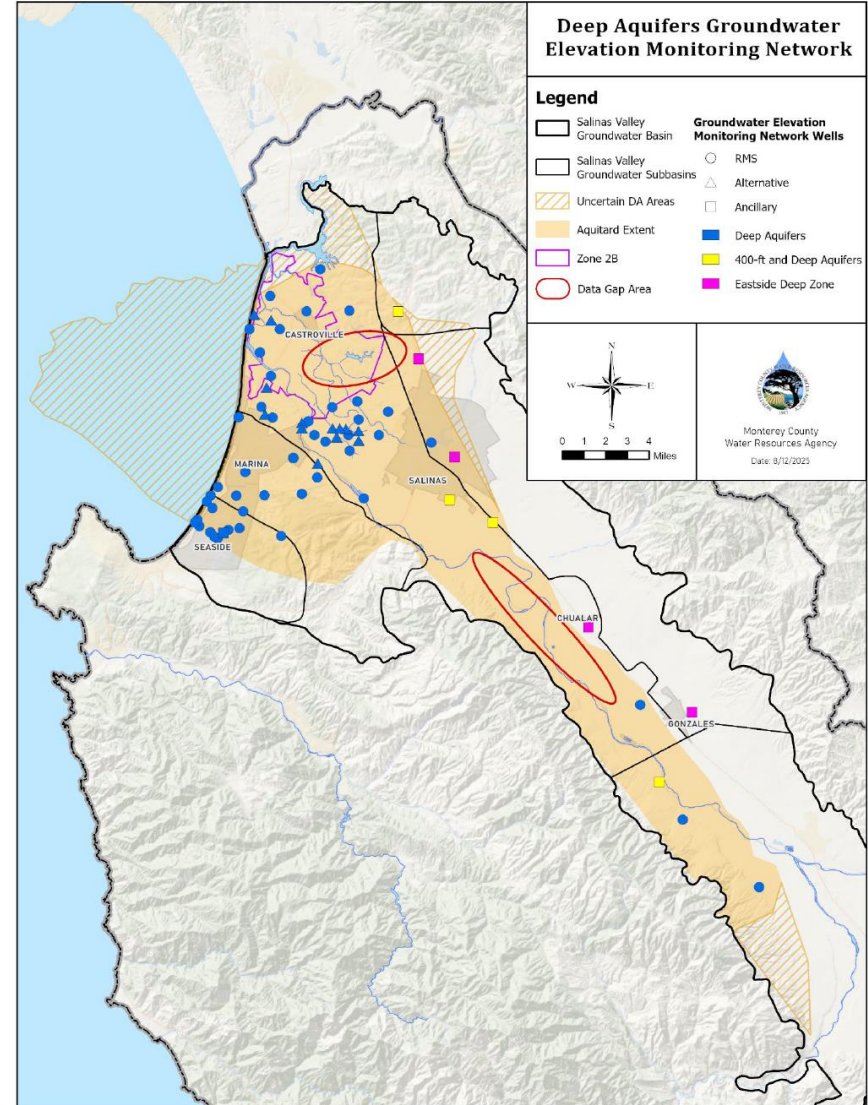 Deep Aquifers Groundwater
Elevation Monitoring Network
Legend
Salinas Valley
Groundwater Basin
Salinas Valley
Groundwater Subbasins
Uncertain DA Areas
Aquitard Extent
Zone 2B
Data Gap Area
Groundwater Elevation
Monitoring Network Wells
RMS
Alternative
Ancillary
Deep Aquifers
400-ft and Deep Aquifers
Eastside Deep Zone
N
W
E
S
0 1 2 3 4
Miles
Monterey County
Water Resources Agency
Date: 8/12/2025
CASTROVILLE
MARINA
SALINAS
SEASIDE
CHUALAR
GONZALES